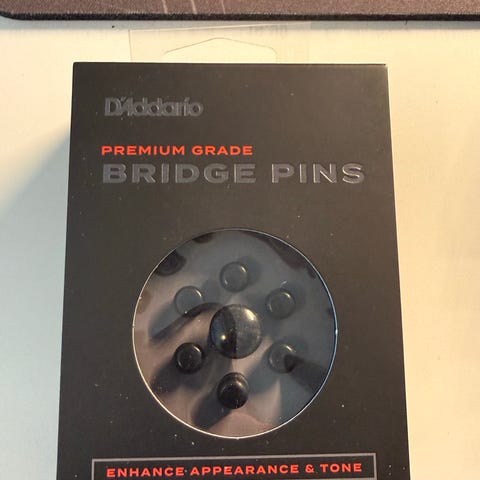 D'Addario
PREMIUM GRADE
BRIDGE PINS
ENHANCE APPEARANCE & TONE